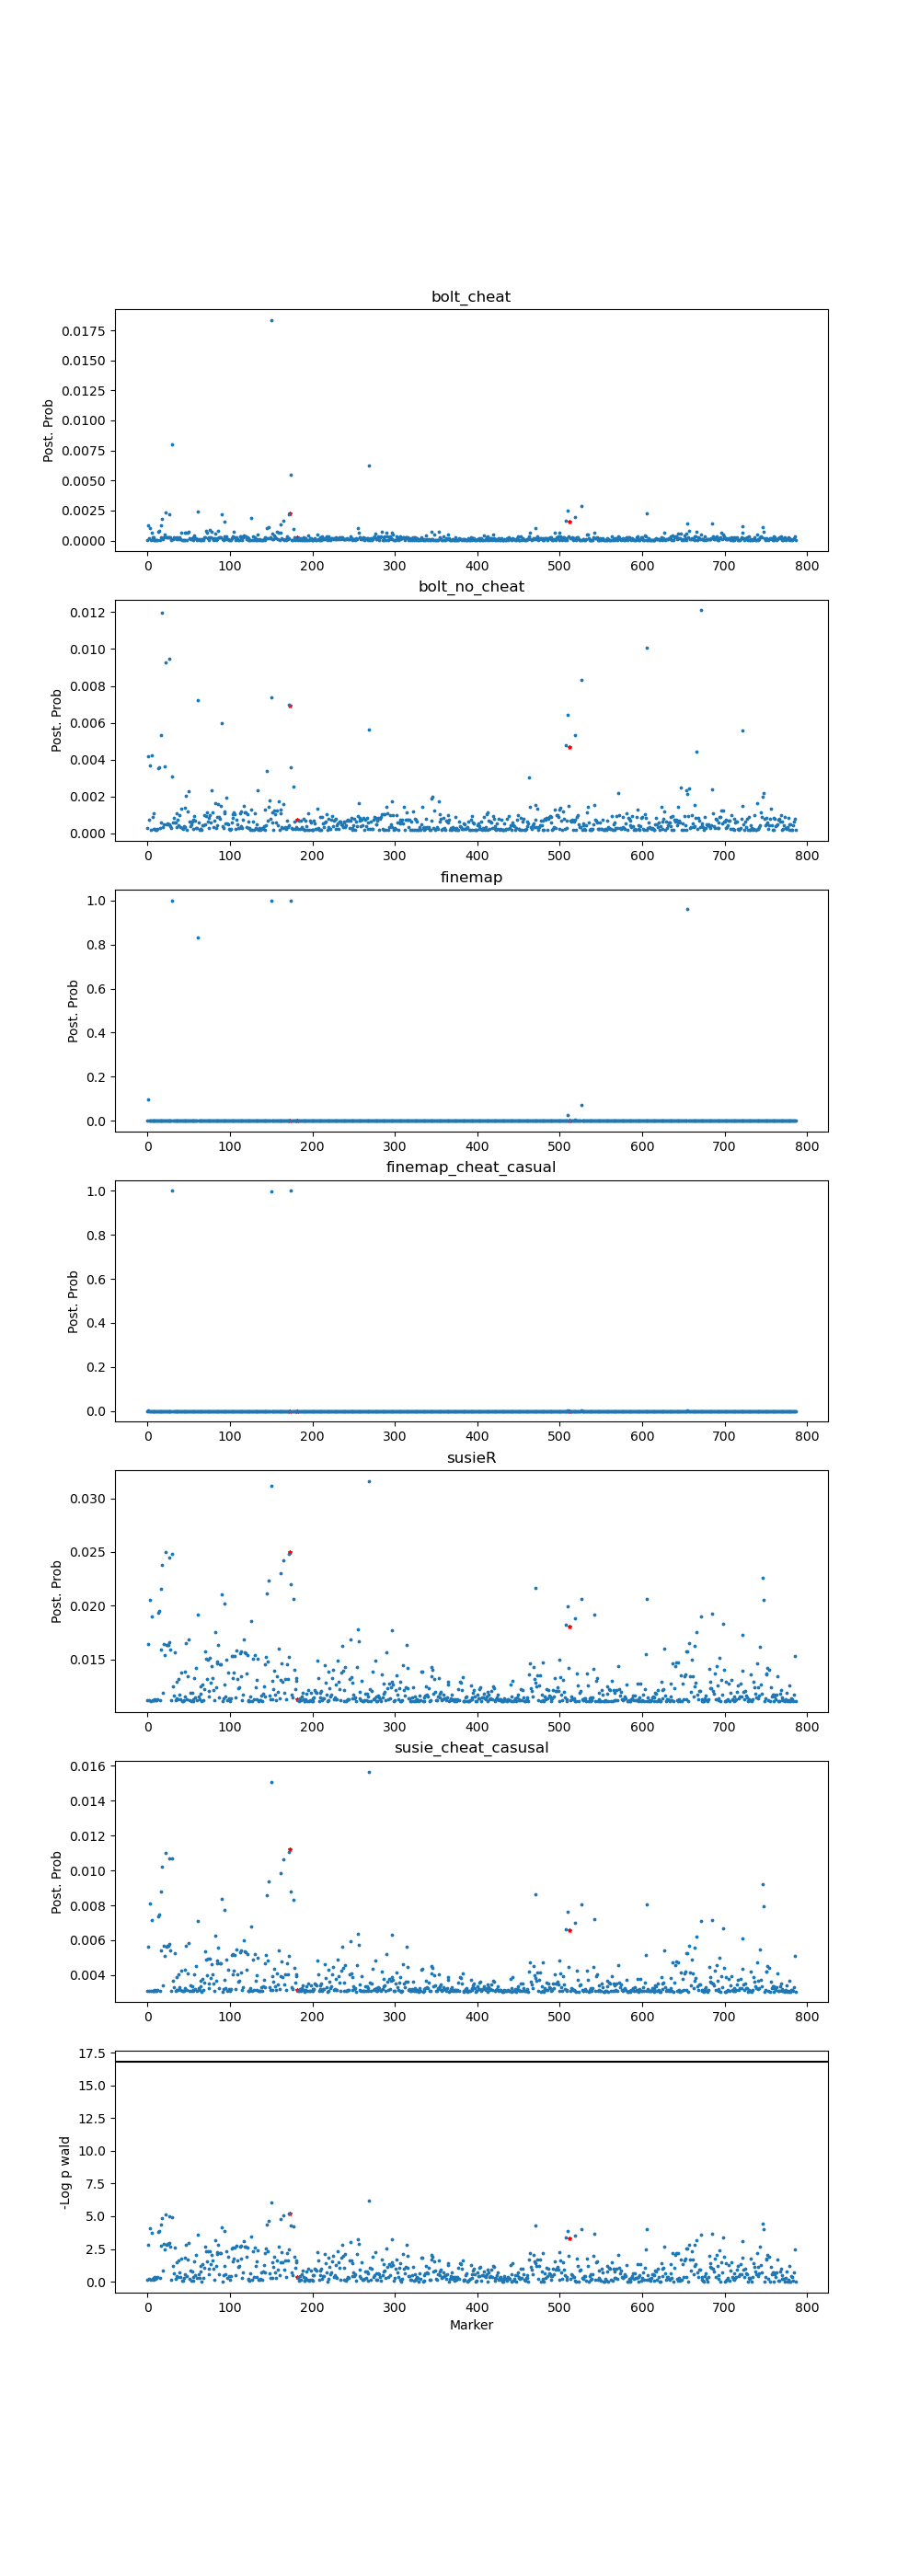 bolt_cheat
Post. Prob
0.0175
0.0150
0.0125
0.0100
0.0075
0.0050
0.0025
0.0000
0 100 200 300 400 500 600 700 800
bolt_no_cheat
Post. Prob
0.012
0.010
0.008
0.006
0.004
0.002
0.000
0 100 200 300 400 500 600 700 800
finemap
Post. Prob
1.0
0.8
0.6
0.4
0.2
0.0
0 100 200 300 400 500 600 700 800
finemap_cheat_casual
Post. Prob
1.0
0.8
0.6
0.4
0.2
0.0
0 100 200 300 400 500 600 700 800
susieR
Post. Prob
0.030
0.025
0.020
0.015
0 100 200 300 400 500 600 700 800
susie_cheat_casusal
Post. Prob
0.016
0.014
0.012
0.010
0.008
0.006
0.004
0 100 200 300 400 500 600 700 800
-Log p wald
17.5
15.0
12.5
10.0
7.5
5.0
2.5
0.0
0 100 200 300 400 500 600 700 800
Marker